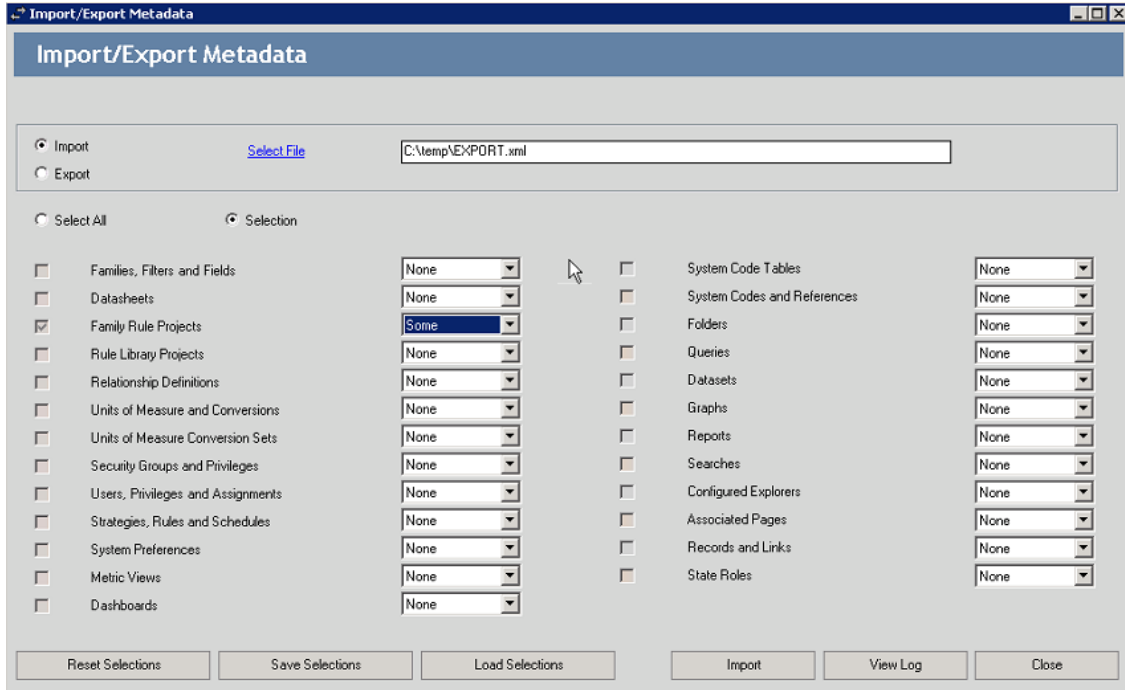 Import/Export Metadata
Import/Export Metadata
Import
Select File
C:\temp\EXPORT.xml
Export
Select All
Selection
Families, Filters and Fields None
Datasheets None
Family Rule Projects Some
Rule Library Projects None
Relationship Definitions None
Units of Measure and Conversions None
Units of Measure Conversion Sets None
Security Groups and Privileges None
Users, Privileges and Assignments None
Strategies, Rules and Schedules None
System Preferences None
Metric Views None
Dashboards None
System Code Tables None
System Codes and References None
Folders None
Queries None
Datasets None
Graphs None
Reports None
Searches None
Configured Explorers None
Associated Pages None
Records and Links None
State Roles None
Reset Selections
Save Selections
Load Selections
Import
View Log
Close